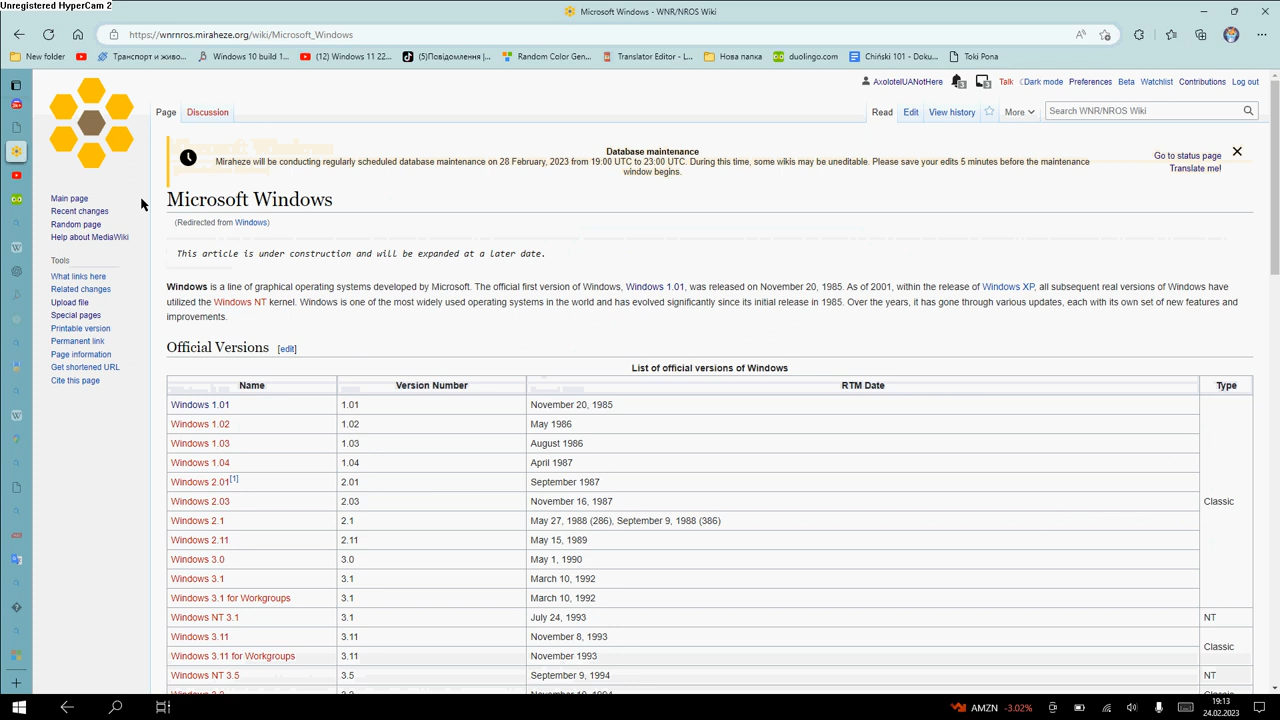 Unregistered HyperCam 2
Microsoft Windows - WNR/NROS Wiki
https://wnrnros.miraheze.org/wiki/Microsoft_Windows
New folder
Транспорт и живо...
Windows 10 build 1...
(12) Windows 11 22...
(5)Повідомлення |...
Random Color Gen...
Translator Editor - L...
Нова папка
duolingo.com
Chiński 101 - Doku...
Toki Pona
AxolotelUANotHere
3
3
Talk
Dark mode
Preferences
Beta
Watchlist
Contributions
Log out
Page
Discussion
Read
Edit
View history
More
Search WNR/NROS Wiki
Database maintenance
Miraheze will be conducting regularly scheduled database maintenance on 28 February, 2023 from 19:00 UTC to 23:00 UTC. During this time, some wikis may be uneditable. Please save your edits 5 minutes before the maintenance
window begins.
Go to status page
Translate me!
Main page
Recent changes
Random page
Help about MediaWiki
Tools
What links here
Related changes
Upload file
Special pages
Printable version
Permanent link
Page information
Get shortened URL
Cite this page
Microsoft Windows
(Redirected from Windows)
This article is under construction and will be expanded at a later date.
Windows is a line of graphical operating systems developed by Microsoft. The official first version of Windows, Windows 1.01, was released on November 20, 1985. As of 2001, within the release of Windows XP, all subsequent real versions of Windows have
utilized the Windows NT kernel. Windows is one of the most widely used operating systems in the world and has evolved significantly since its initial release in 1985. Over the years, it has gone through various updates, each with its own set of new features and
improvements.
Official Versions [edit]
List of official versions of Windows
Name Version Number RTM Date Type
Windows 1.01 1.01 November 20, 1985
Windows 1.02 1.02 May 1986
Windows 1.03 1.03 August 1986
Windows 1.04 1.04 April 1987
Windows 2.01[1] 2.01 September 1987
Windows 2.03 2.03 November 16, 1987 Classic
Windows 2.1 2.1 May 27, 1988 (286), September 9, 1988 (386)
Windows 2.11 2.11 May 15, 1989
Windows 3.0 3.0 May 1, 1990
Windows 3.1 3.1 March 10, 1992
Windows 3.1 for Workgroups 3.1 March 10, 1992
Windows NT 3.1 3.1 July 24, 1993 NT
Windows 3.11 3.11 November 8, 1993
Classic
Windows 3.11 for Workgroups 3.11 November 1993
Windows NT 3.5 3.5 September 9, 1994 NT
AMZN -3.02%
19:13
24.02.2023